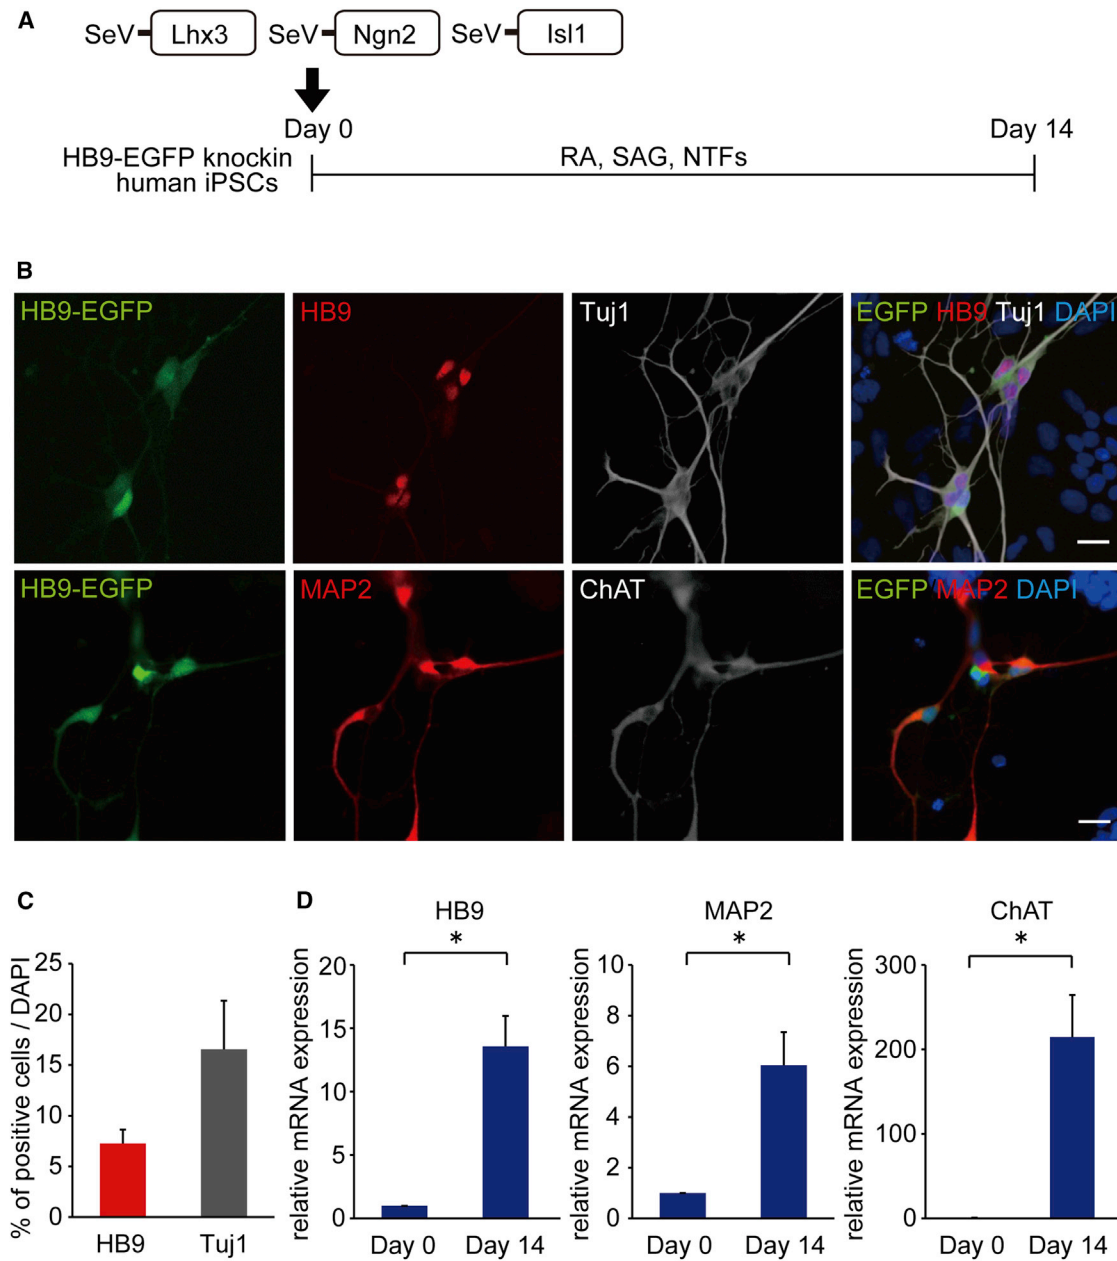 A
SeV Lhx3 SeV Ngn2 SeV Isl1
Day 0 Day 14
HB9-EGFP knockin
human iPSCs
RA, SAG, NTFs
B
HB9-EGFP HB9 Tuj1 EGFP HB9 Tuj1 DAPI
HB9-EGFP MAP2 ChAT EGFP MAP2 DAPI
C
% of positive cells / DAPI
25
20
15
10
5
0
HB9 Tuj1
D
HB9
*
relative mRNA expression
20
15
10
5
0
Day 0 Day 14
MAP2
*
relative mRNA expression
10
8
6
4
2
0
Day 0 Day 14
ChAT
*
relative mRNA expression
300
200
100
0
Day 0 Day 14